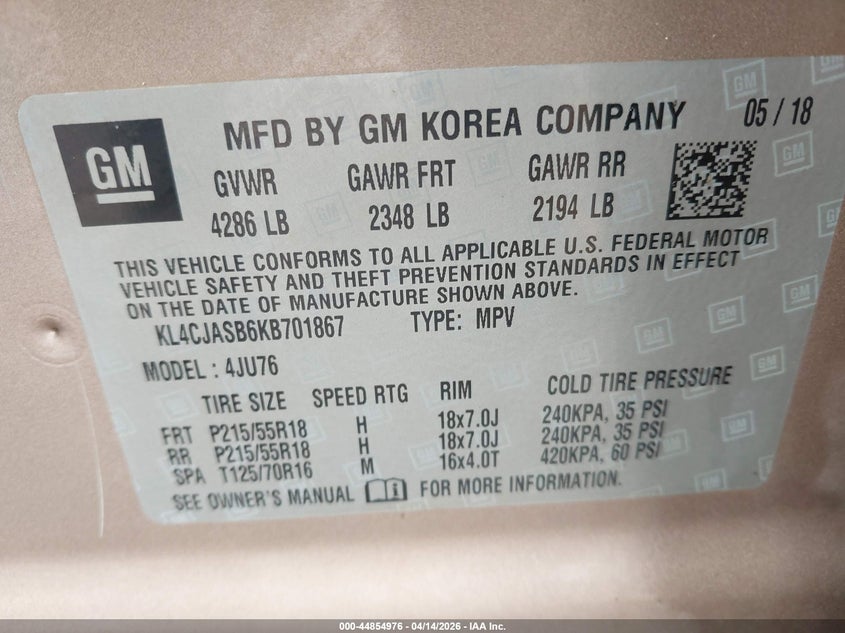 GM
MFD BY GM KOREA COMPANY 05 / 18
GVWR GAWR FRT GAWR RR
4286 LB 2348 LB 2194 LB
THIS VEHICLE CONFORMS TO ALL APPLICABLE U.S. FEDERAL MOTOR
VEHICLE SAFETY AND THEFT PREVENTION STANDARDS IN EFFECT
ON THE DATE OF MANUFACTURE SHOWN ABOVE.
KL4CJASB6KB701867 TYPE: MPV
MODEL : 4JU76
TIRE SIZE SPEED RTG RIM COLD TIRE PRESSURE
FRT P215/55R18 H 18x7.0J 240KPA, 35 PSI
RR P215/55R18 H 18x7.0J 240KPA, 35 PSI
SPA T125/70R16 M 16x4.0T 420KPA, 60 PSI
SEE OWNER'S MANUAL FOR MORE INFORMATION.
000-44854976 - 04/14/2026 - IAA Inc.